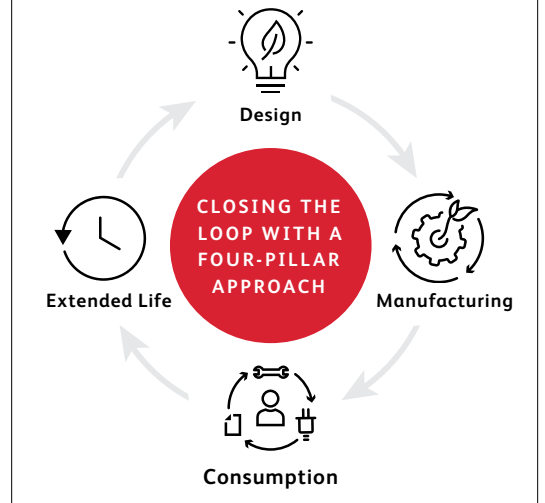 Design
CLOSING THE
LOOP WITH A
FOUR-PILLAR
APPROACH
Extended Life
Manufacturing
Consumption